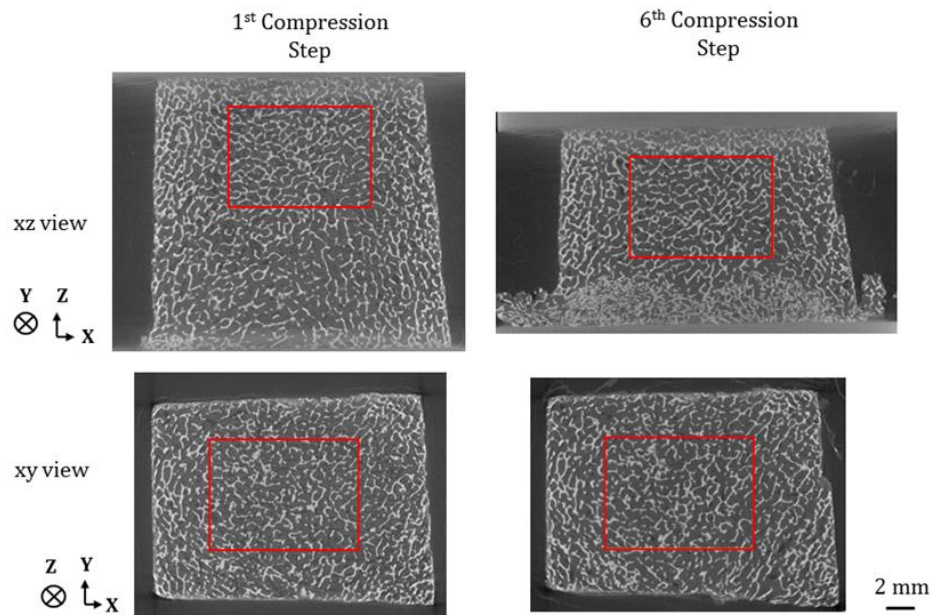 1st Compression
Step
6th Compression
Step
xz view
Y Z
X
xy view
Z Y
X
2 mm